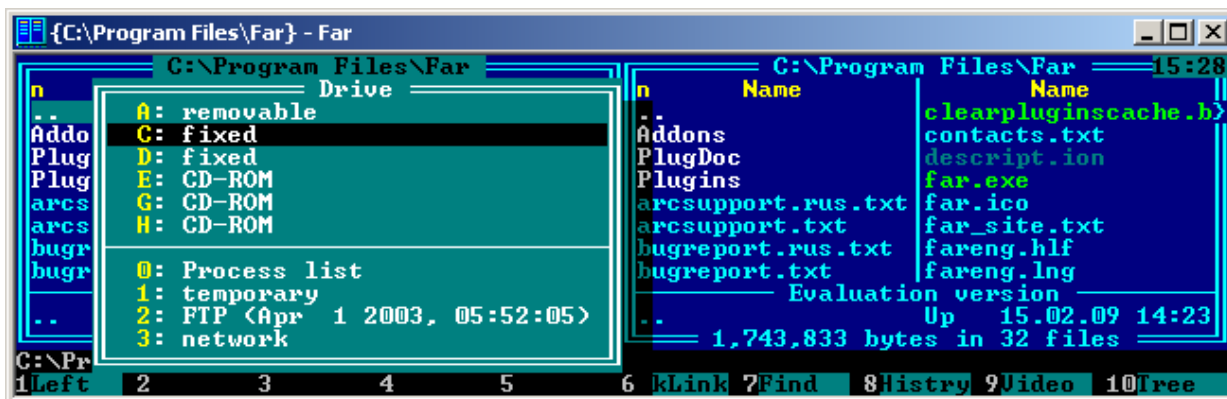 {C:\Program Files\Far} - Far
C:\Program Files\Far
n
..
Addo
Plug
Plug
arcs
arcs
bugr
bugr
..
Drive
A: removable
C: fixed
D: fixed
E: CD-ROM
G: CD-ROM
H: CD-ROM
0: Process list
1: temporary
2: FTP (Apr  1 2003, 05:52:05)
3: network
C:\Program Files\Far 15:28
n Name Name
.. clearpluginscache.b}
Addons contacts.txt
PlugDoc descript.ion
Plugins far.exe
arcsupport.rus.txt far.ico
arcsupport.txt far_site.txt
bugreport.rus.txt fareng.hlf
bugreport.txt fareng.lng
Evaluation version
.. Up 15.02.09 14:23
1,743,833 bytes in 32 files
C:\Pr
1Left 2 3 4 5 6 kLink 7Find 8Histry 9Video 10Tree